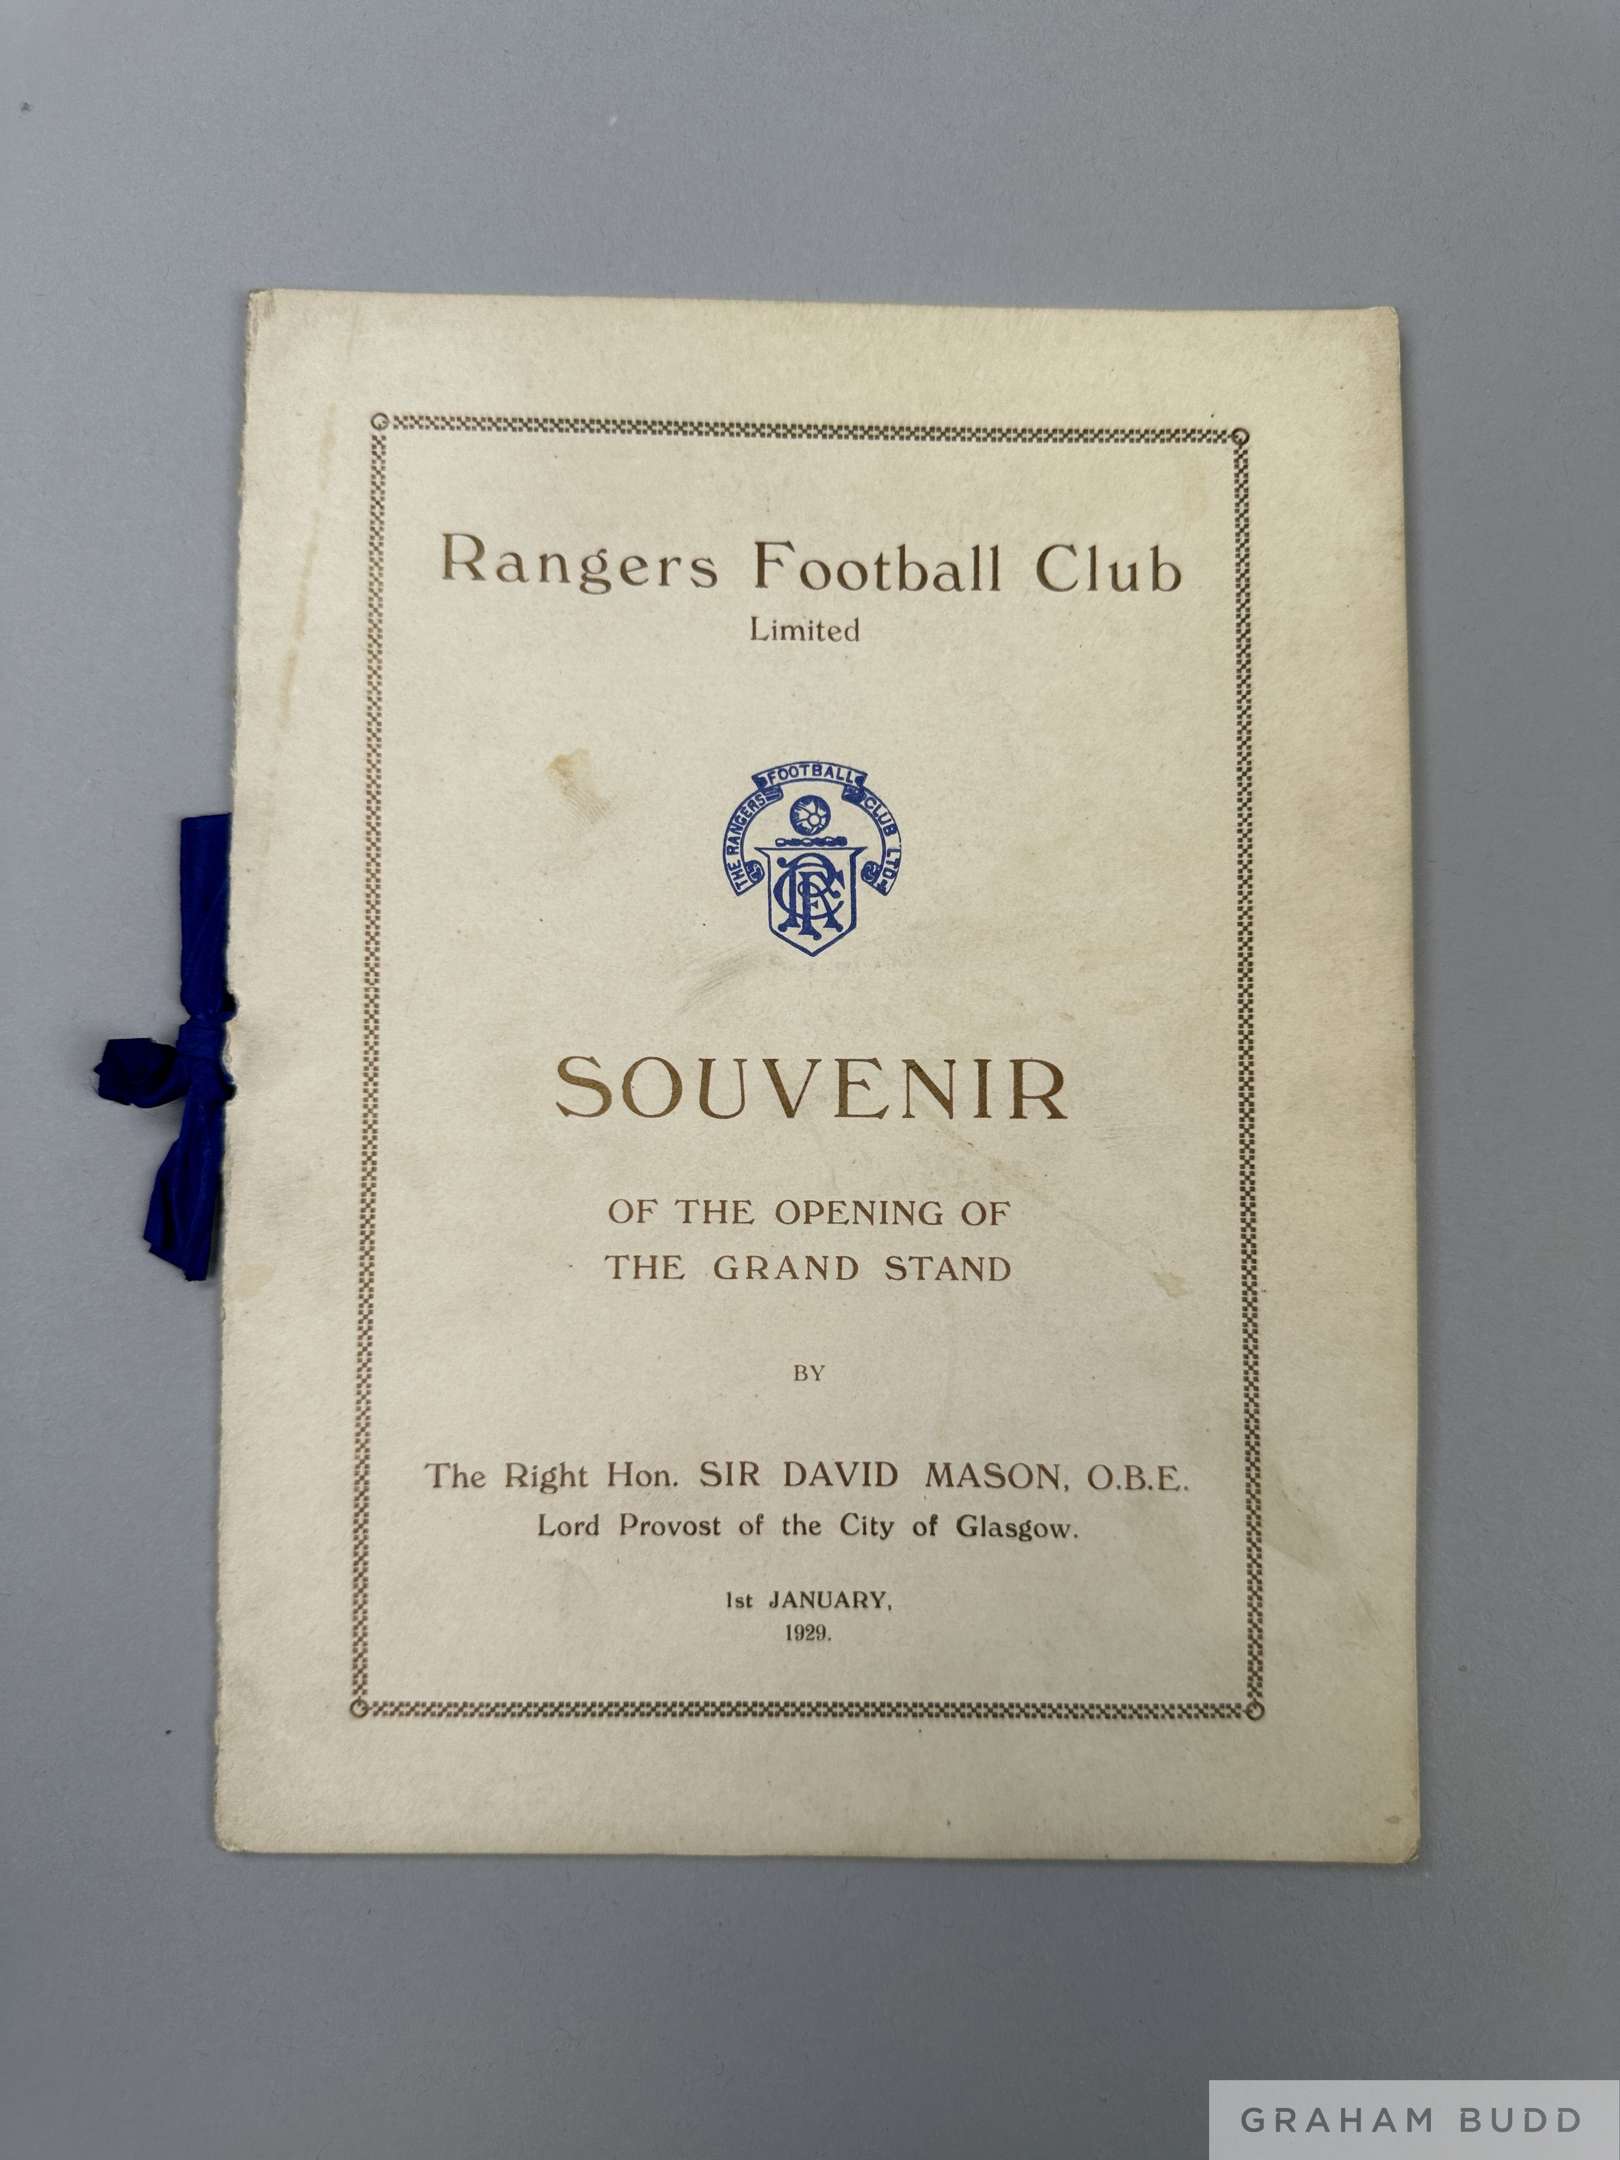 Rangers Football Club
Limited
THE RANGERS FOOTBALL CLUB LTD
RFC
SOUVENIR
OF THE OPENING OF
THE GRAND STAND
BY
The Right Hon. SIR DAVID MASON, O.B.E.
Lord Provost of the City of Glasgow.
1st JANUARY,
1929.
GRAHAM BUDD